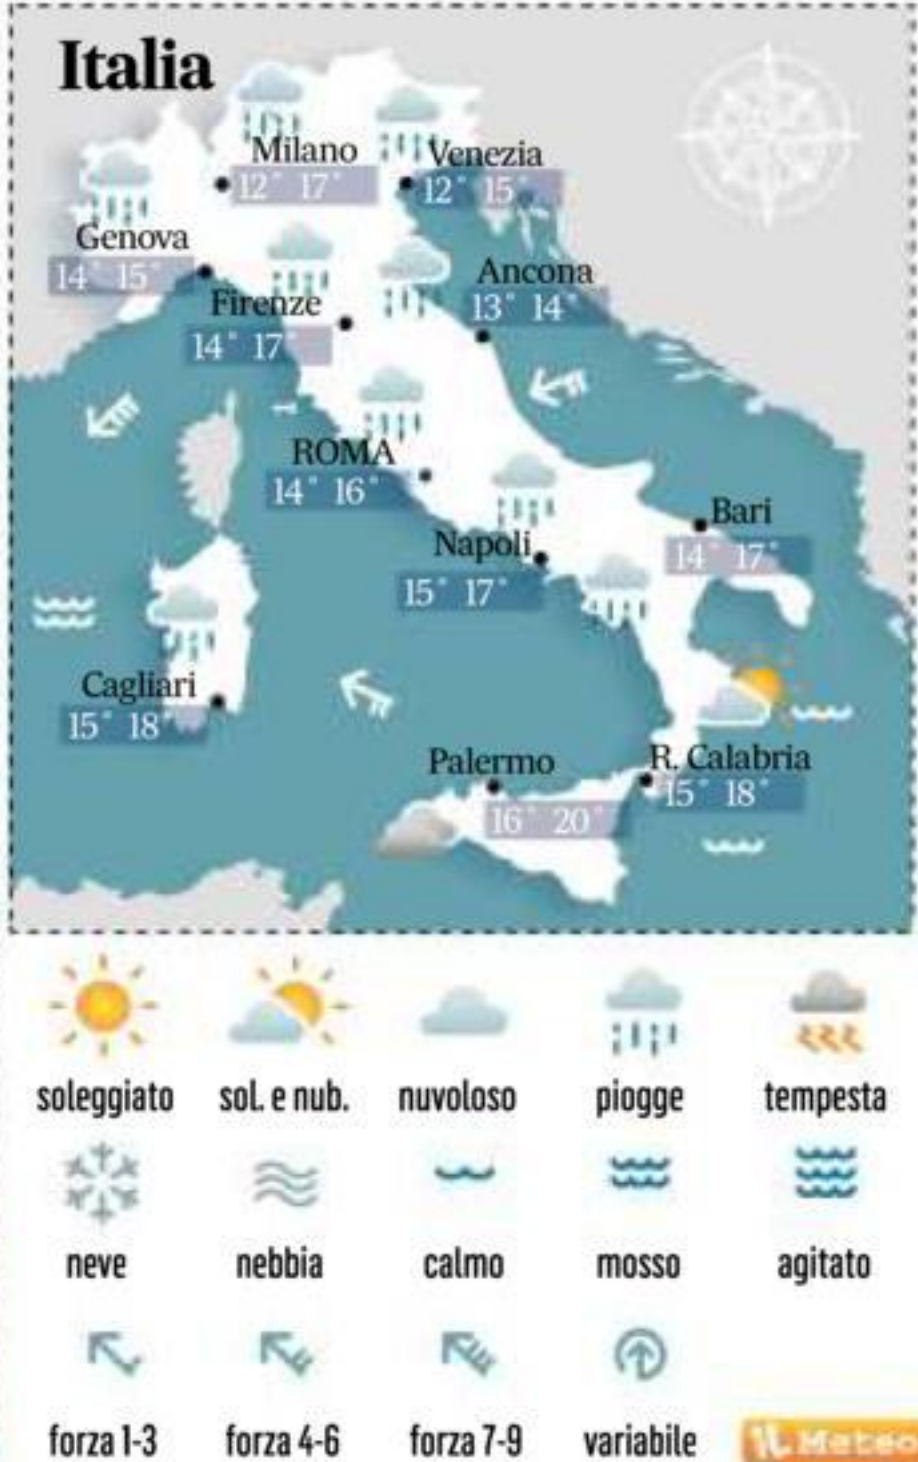 Italia
Milano
12° 17°
Venezia
12° 15°
Genova
14° 15°
Ancona
13° 14°
Firenze
14° 17°
ROMA
14° 16°
Bari
14° 17°
Napoli
15° 17°
Cagliari
15° 18°
Palermo
16° 20°
R. Calabria
15° 18°
soleggiato sol. e nub. nuvoloso piogge tempesta
neve nebbia calmo mosso agitato
forza 1-3 forza 4-6 forza 7-9 variabile
iL Meteo